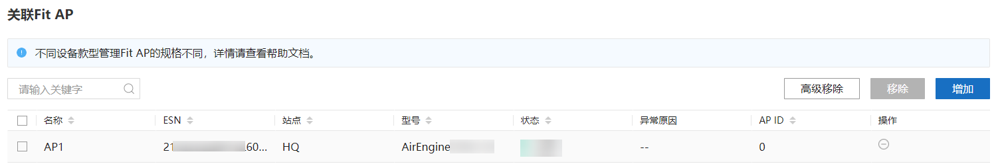 关联Fit AP
不同设备款型管理Fit AP的规格不同，详情请查看帮助文档。
请输入关键字 高级移除 移除 增加
名称 ESN 站点 型号 状态 异常原因 AP ID 操作
AP1 21 60... HQ AirEngine -- 0